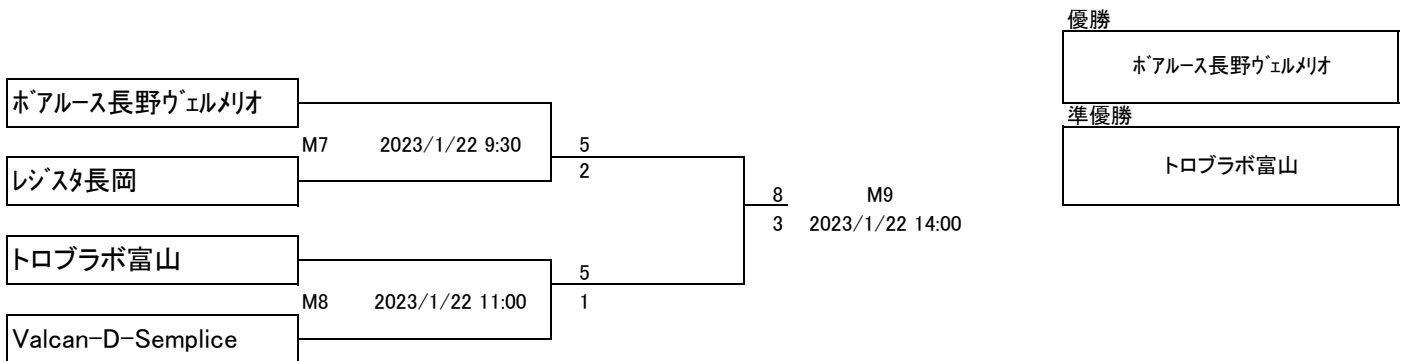 優勝
ボアルース長野ヴェルメリオ
準優勝
トロブラボ富山
ボアルース長野ヴェルメリオ
M7 2023/1/22 9:30 5
2
レジスタ長岡
8 M9
3 2023/1/22 14:00
トロブラボ富山
5
M8 2023/1/22 11:00 1
Valcan-D-Semplice